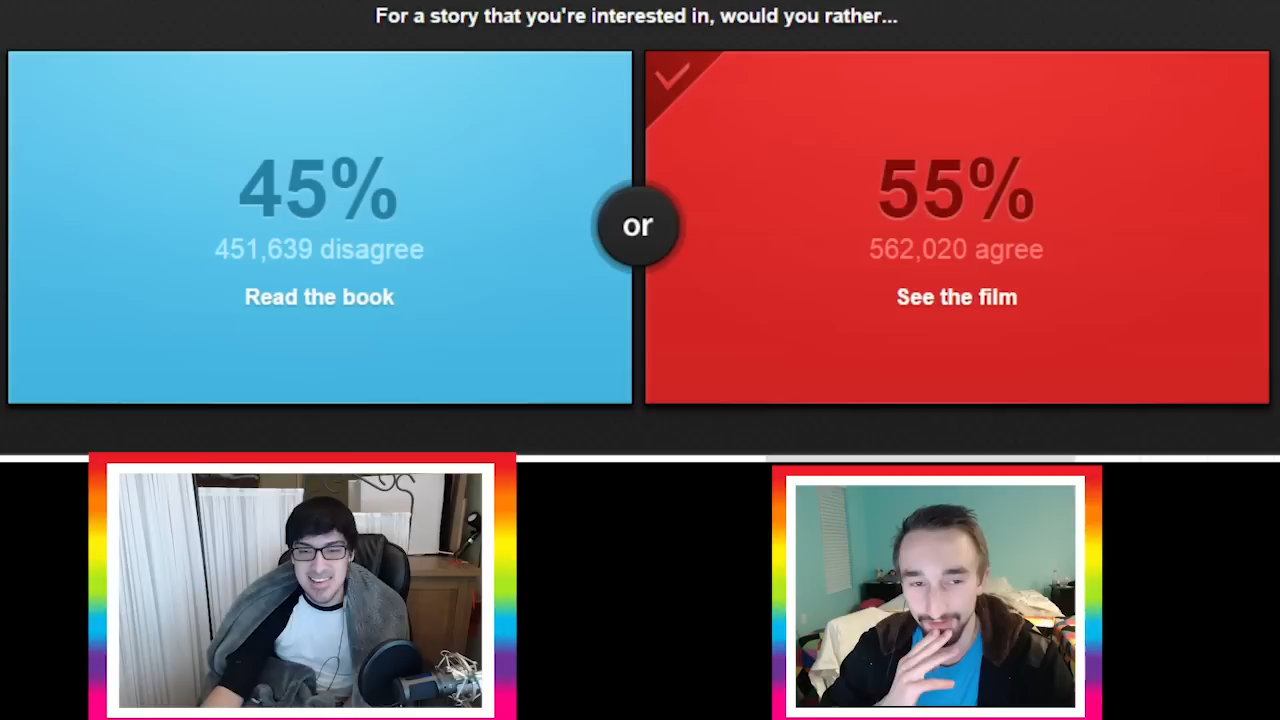 For a story that you're interested in, would you rather...
45%
451,639 disagree
Read the book
or
55%
562,020 agree
See the film